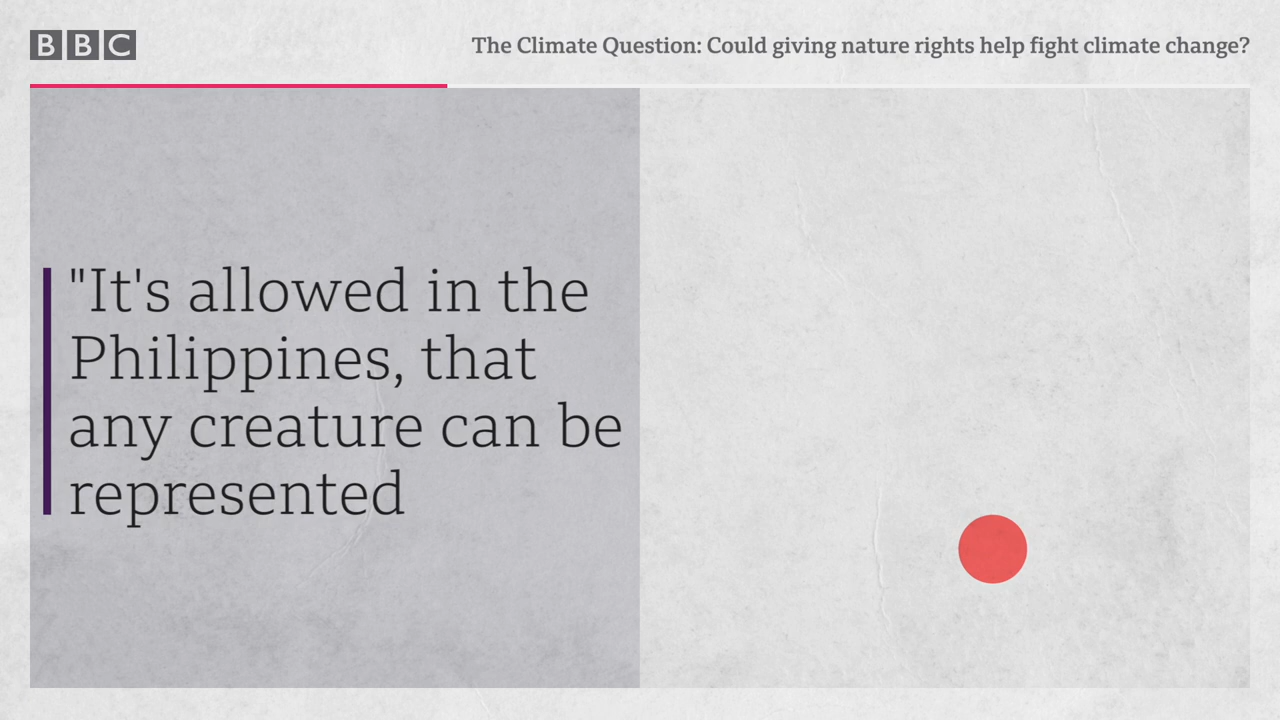 BBC
The Climate Question: Could giving nature rights help fight climate change?
"It's allowed in the
Philippines, that
any creature can be
represented